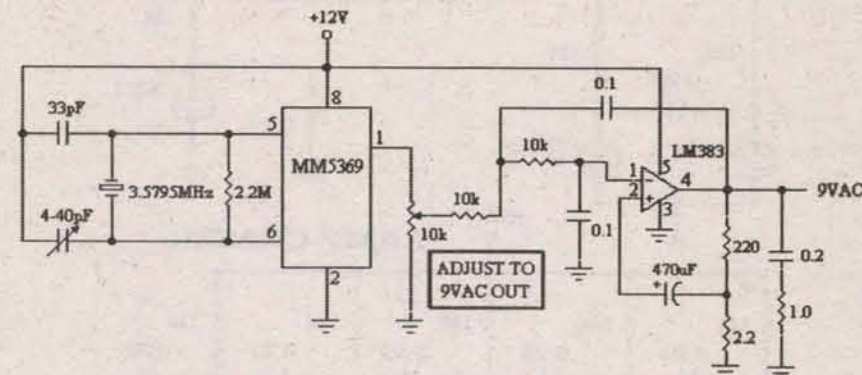 +12V
33pF
3.5795MHz
2.2M
4-40pF
5
6
8
MM5369
1
2
10k
ADJUST TO
9VAC OUT
10k
10k
0.1
0.1
LM383
1
-
2
+
5
4
3
9VAC
470uF
+
220
2.2
0.2
1.0